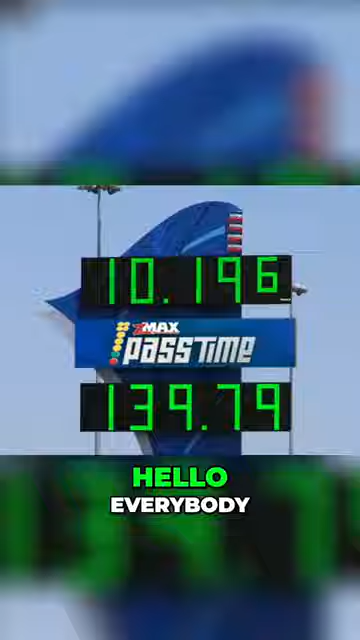 10.196
ZMAX
PASSTIME
139.79
HELLO
EVERYBODY